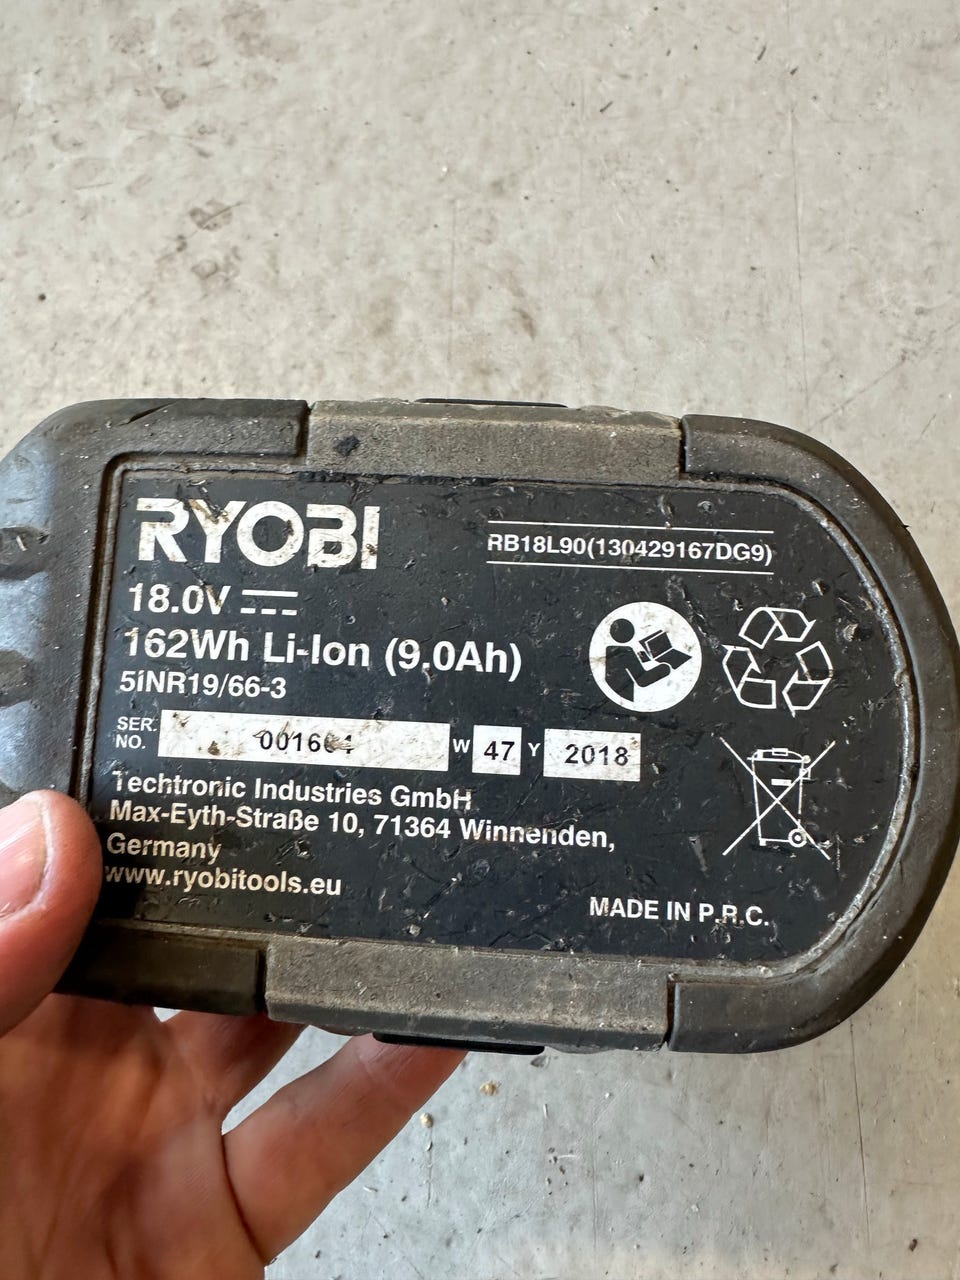 RYOBI
RB18L90(130429167DG9)
18.0V
162Wh Li-Ion (9.0Ah)
5iNR19/66-3
SER. NO. W 47 Y 2018
Techtronic Industries GmbH
Max-Eyth-Straße 10, 71364 Winnenden,
Germany
www.ryobitools.eu
MADE IN P.R.C.